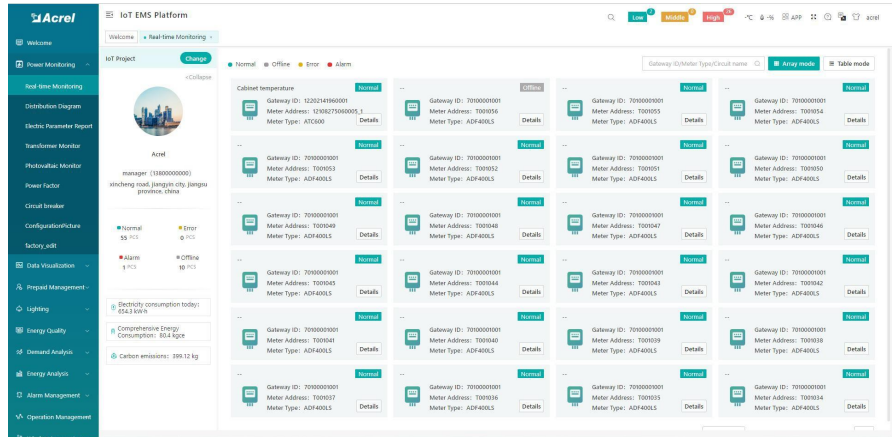 Acrel
IoT EMS Platform
Low
Middle
High
-℃
-%
APP
acrel
Welcome
Real-time Monitoring
Welcome
Power Monitoring
Real-time Monitoring
Distribution Diagram
Electric Parameter Report
Transformer Monitor
Photovoltaic Monitor
Power Factor
Circuit breaker
ConfigurationPicture
factory_edit
Data Visualization
Prepaid Management
Lighting
Energy Quality
Demand Analysis
Energy Analysis
Alarm Management
Operation Management
IoT Project
Change
<Collapse
Acrel
manager (13800000000)
xincheng road, jiangyin city, jiangsu
province, china
Normal
55 PCS
Error
0 PCS
Alarm
1 PCS
Offline
10 PCS
Electricity consumption today:
654.3 kW·h
Comprehensive Energy
Consumption: 80.4 kgce
Carbon emissions: 399.12 kg
Normal
Offline
Error
Alarm
Gateway ID/Meter Type/Circuit name
Array mode
Table mode
Cabinet temperature
Normal
Gateway ID: 12202141960001
Meter Address: 12108275060005_1
Meter Type: ATC600
Details
--
Offline
Gateway ID: 70100001001
Meter Address: T001056
Meter Type: ADF400LS
Details
--
Normal
Gateway ID: 70100001001
Meter Address: T001055
Meter Type: ADF400LS
Details
--
Normal
Gateway ID: 70100001001
Meter Address: T001054
Meter Type: ADF400LS
Details
--
Normal
Gateway ID: 70100001001
Meter Address: T001053
Meter Type: ADF400LS
Details
--
Normal
Gateway ID: 70100001001
Meter Address: T001052
Meter Type: ADF400LS
Details
--
Normal
Gateway ID: 70100001001
Meter Address: T001051
Meter Type: ADF400LS
Details
--
Normal
Gateway ID: 70100001001
Meter Address: T001050
Meter Type: ADF400LS
Details
--
Normal
Gateway ID: 70100001001
Meter Address: T001049
Meter Type: ADF400LS
Details
--
Normal
Gateway ID: 70100001001
Meter Address: T001048
Meter Type: ADF400LS
Details
--
Normal
Gateway ID: 70100001001
Meter Address: T001047
Meter Type: ADF400LS
Details
--
Normal
Gateway ID: 70100001001
Meter Address: T001046
Meter Type: ADF400LS
Details
--
Normal
Gateway ID: 70100001001
Meter Address: T001045
Meter Type: ADF400LS
Details
--
Normal
Gateway ID: 70100001001
Meter Address: T001044
Meter Type: ADF400LS
Details
--
Normal
Gateway ID: 70100001001
Meter Address: T001043
Meter Type: ADF400LS
Details
--
Normal
Gateway ID: 70100001001
Meter Address: T001042
Meter Type: ADF400LS
Details
--
Normal
Gateway ID: 70100001001
Meter Address: T001041
Meter Type: ADF400LS
Details
--
Normal
Gateway ID: 70100001001
Meter Address: T001040
Meter Type: ADF400LS
Details
--
Normal
Gateway ID: 70100001001
Meter Address: T001039
Meter Type: ADF400LS
Details
--
Normal
Gateway ID: 70100001001
Meter Address: T001038
Meter Type: ADF400LS
Details
--
Normal
Gateway ID: 70100001001
Meter Address: T001037
Meter Type: ADF400LS
Details
--
Normal
Gateway ID: 70100001001
Meter Address: T001036
Meter Type: ADF400LS
Details
--
Normal
Gateway ID: 70100001001
Meter Address: T001035
Meter Type: ADF400LS
Details
--
Normal
Gateway ID: 70100001001
Meter Address: T001034
Meter Type: ADF400LS
Details